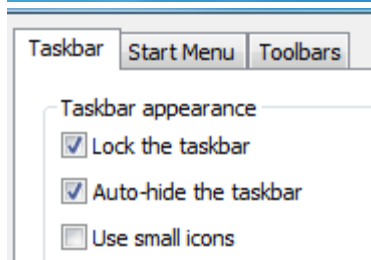 Taskbar Start Menu Toolbars
Taskbar appearance
Lock the taskbar
Auto-hide the taskbar
Use small icons